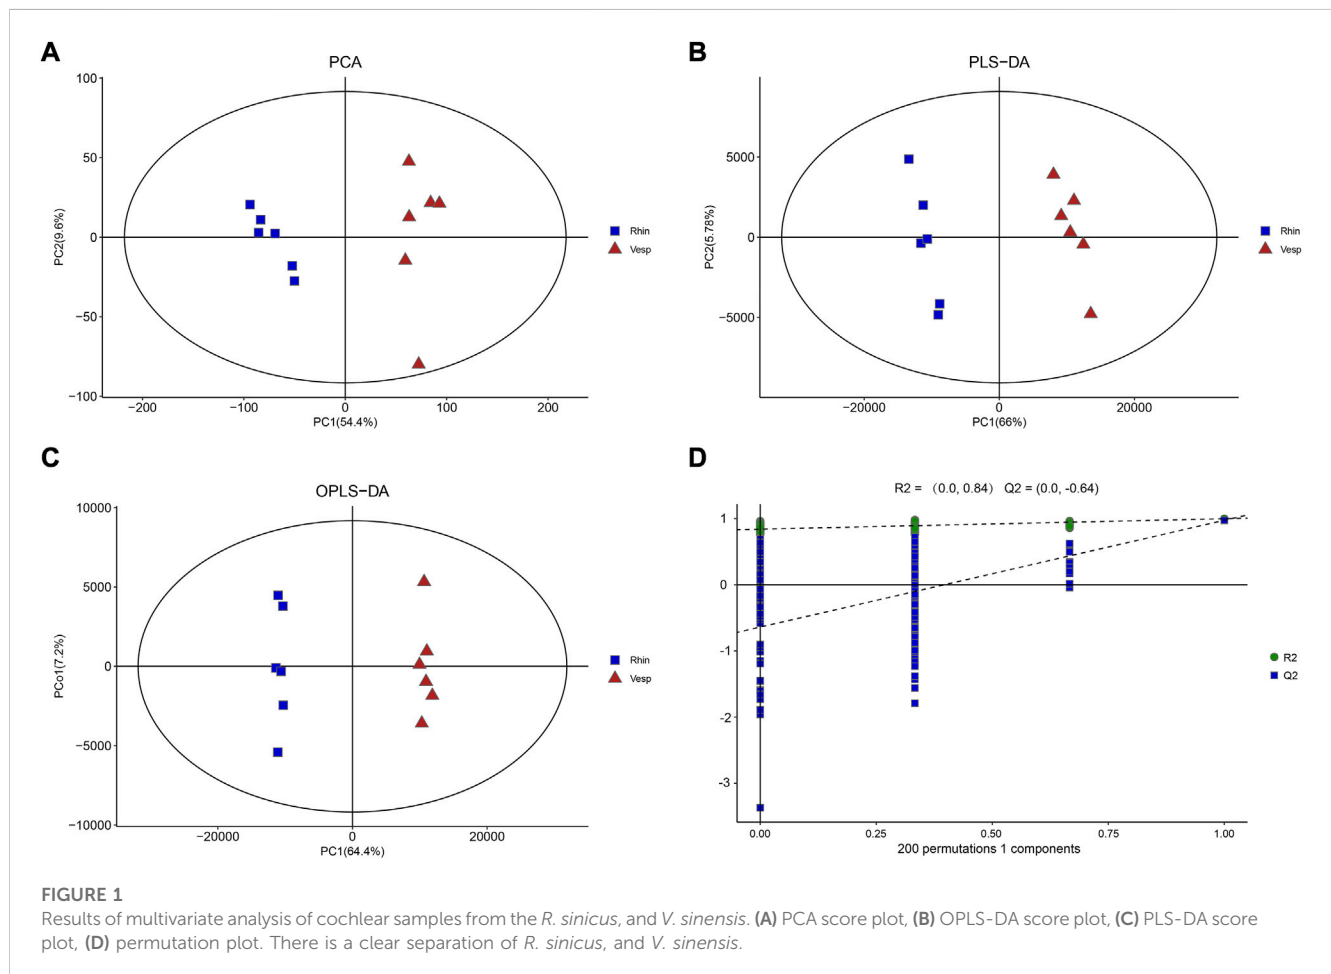 A
PCA
100
50
0
−50
−100
PC2(9.6%)
−200
−100
0
100
200
PC1(54.4%)
Rhin
Vesp
B
PLS−DA
5000
0
−5000
PC2(5.78%)
−20000
0
20000
PC1(66%)
Rhin
Vesp
C
OPLS−DA
10000
5000
0
−5000
−10000
PCo1(7.2%)
−20000
0
20000
PC1(64.4%)
Rhin
Vesp
D
R2 = （0.0, 0.84） Q2 = (0.0, -0.64)
1
0
-1
-2
-3
0.00
0.25
0.50
0.75
1.00
200 permutations 1 components
R2
Q2
FIGURE 1
Results of multivariate analysis of cochlear samples from the R. sinicus, and V. sinensis. (A) PCA score plot, (B) OPLS-DA score plot, (C) PLS-DA score
plot, (D) permutation plot. There is a clear separation of R. sinicus, and V. sinensis.